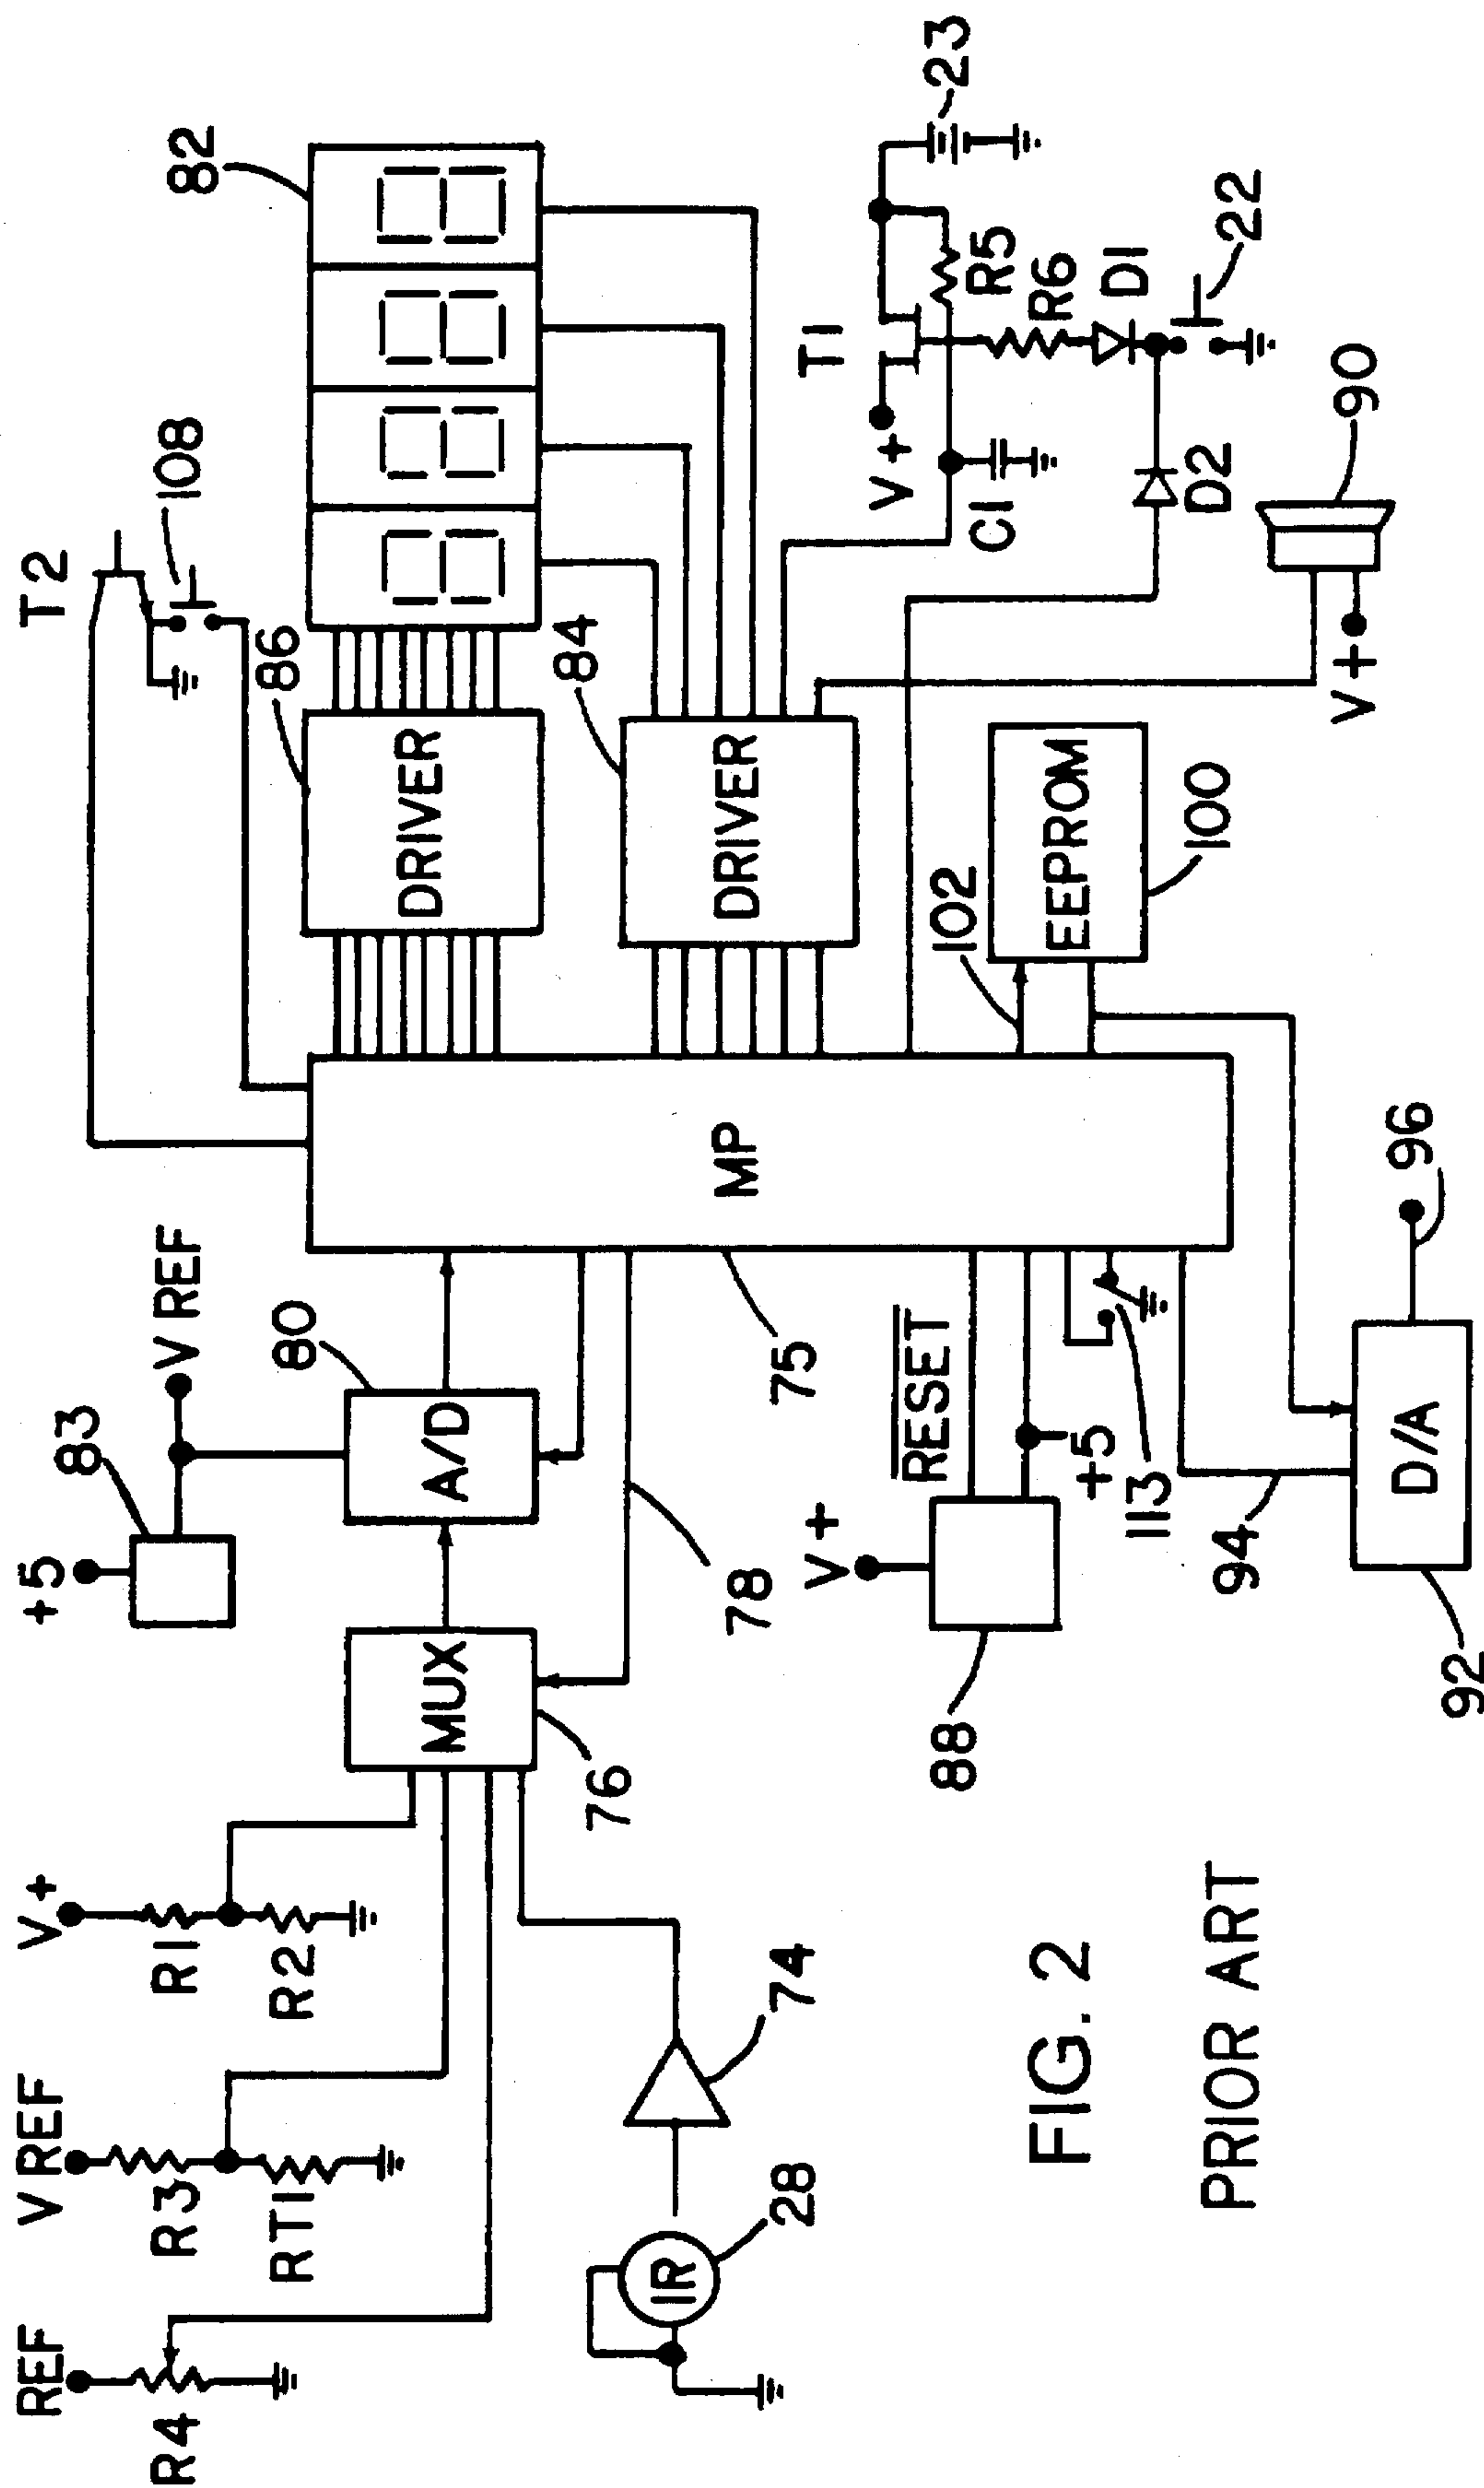 REF
R4
V REF
R3
RT1
V+
R1
R2
+5
83
V REF
80
A/D
MUX
76
78
IR
28
74
75
MP
T2
108
86
DRIVER
82
84
DRIVER
T1
V+
23
R5
R6
D1
22
C1
D2
90
V+
102
EEPROM
100
88
V+
RESET
+5
113
94
D/A
92
96
FIG. 2
PRIOR ART